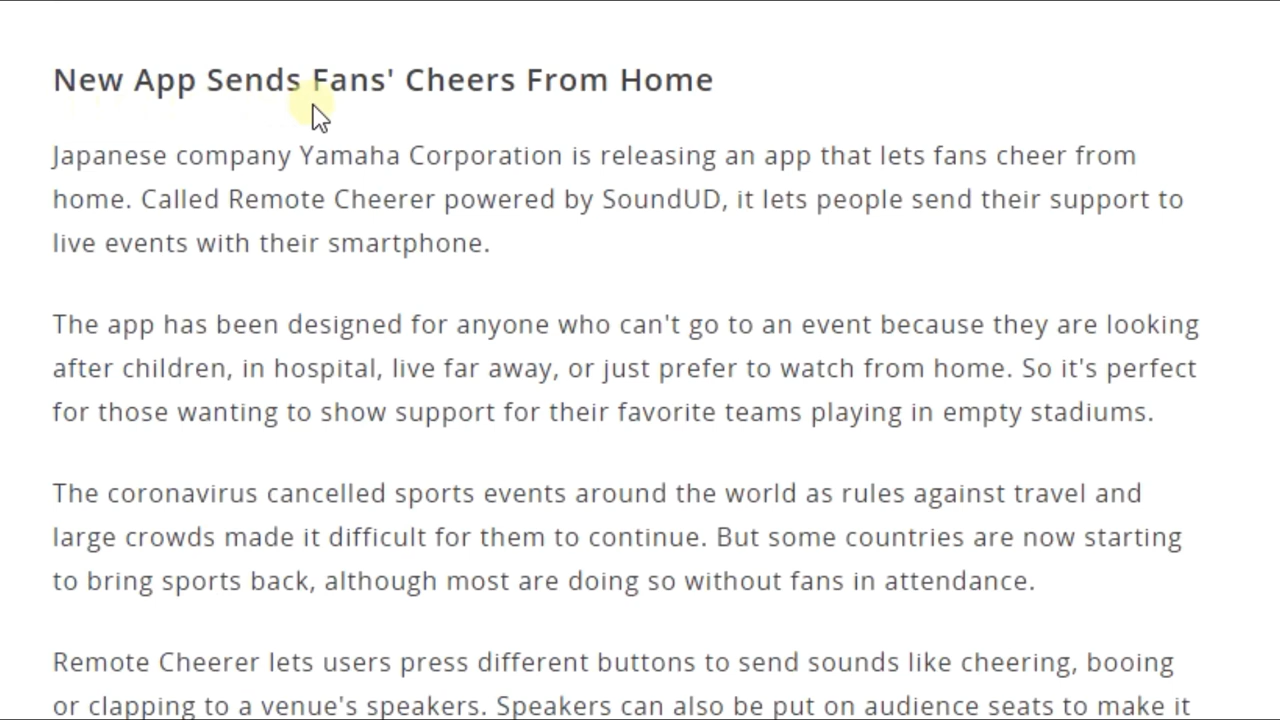 New App Sends Fans' Cheers From Home
Japanese company Yamaha Corporation is releasing an app that lets fans cheer from
home. Called Remote Cheerer powered by SoundUD, it lets people send their support to
live events with their smartphone.
The app has been designed for anyone who can't go to an event because they are looking
after children, in hospital, live far away, or just prefer to watch from home. So it's perfect
for those wanting to show support for their favorite teams playing in empty stadiums.
The coronavirus cancelled sports events around the world as rules against travel and
large crowds made it difficult for them to continue. But some countries are now starting
to bring sports back, although most are doing so without fans in attendance.
Remote Cheerer lets users press different buttons to send sounds like cheering, booing
or clapping to a venue's speakers. Speakers can also be put on audience seats to make it